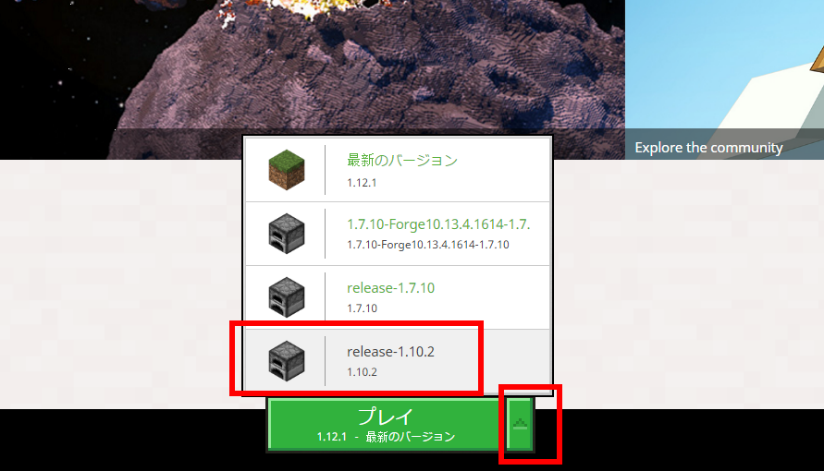 Explore the community
最新のバージョン
1.12.1
1.7.10-Forge10.13.4.1614-1.7.
1.7.10-Forge10.13.4.1614-1.7.10
release-1.7.10
1.7.10
release-1.10.2
1.10.2
プレイ
1.12.1 - 最新のバージョン